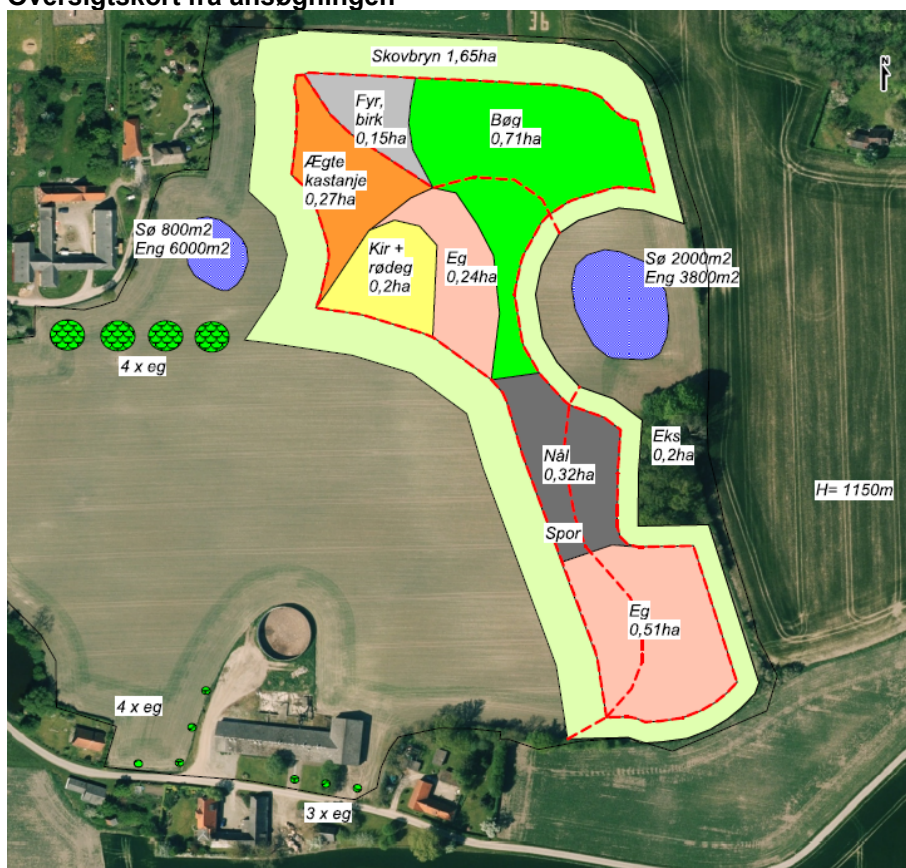 Oversigtskort fra ansøgningen
Skovbryn 1,65ha
N
Fyr,
birk
0,15ha
Bøg
0,71ha
Ægte
kastanje
0,27ha
Sø 800m2
Eng 6000m2
Kir +
rødeg
0,2ha
Eg
0,24ha
Sø 2000m2
Eng 3800m2
4 x eg
Eks
0,2ha
Nål
0,32ha
H= 1150m
Spor
Eg
0,51ha
4 x eg
3 x eg